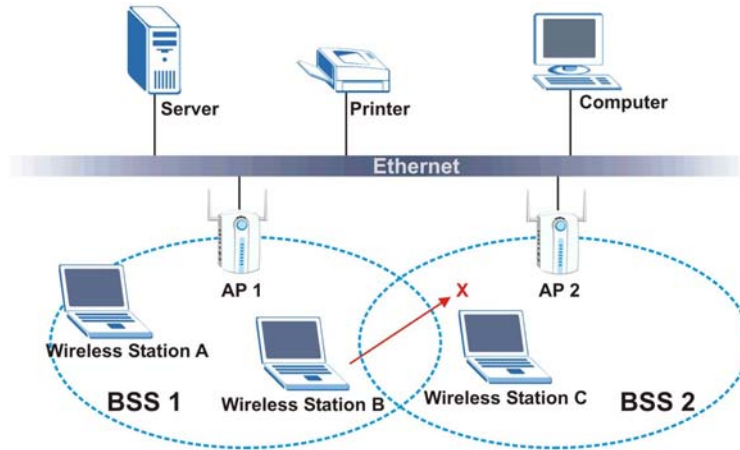 Server
Printer
Computer
Ethernet
AP 1
AP 2
X
Wireless Station A
Wireless Station B
Wireless Station C
BSS 1
BSS 2